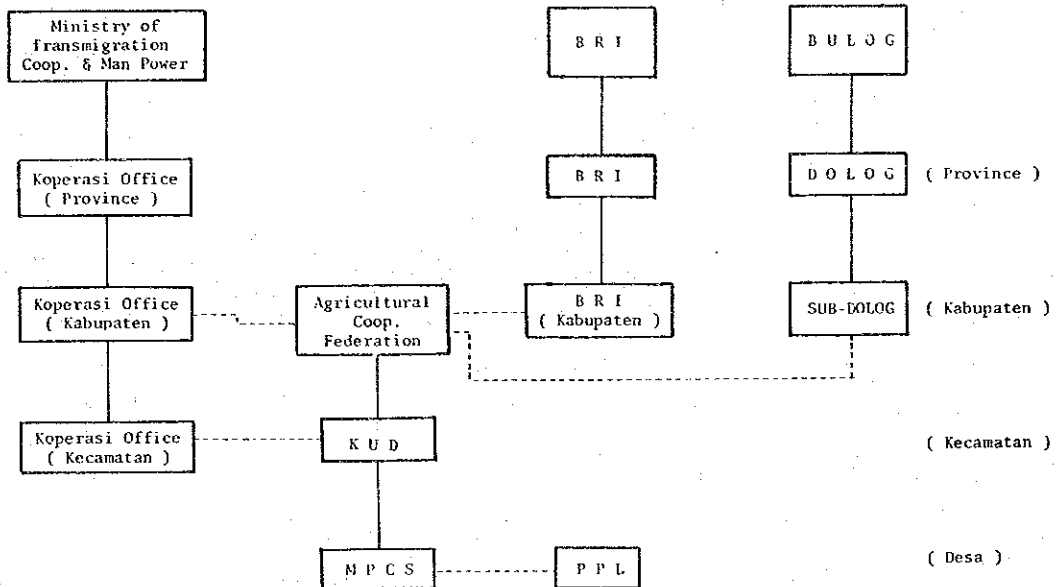 Ministry of
Transmigration
Coop. & Man Power
B R I
B U L O G
Koperasi Office
( Province )
B R I
D O L O G
( Province )
Koperasi Office
( Kabupaten )
Agricultural
Coop.
Federation
B R I
( Kabupaten )
SUB-DOLOG
( Kabupaten )
Koperasi Office
( Kecamatan )
K U D
( Kecamatan )
M P C S
P P L
( Desa )